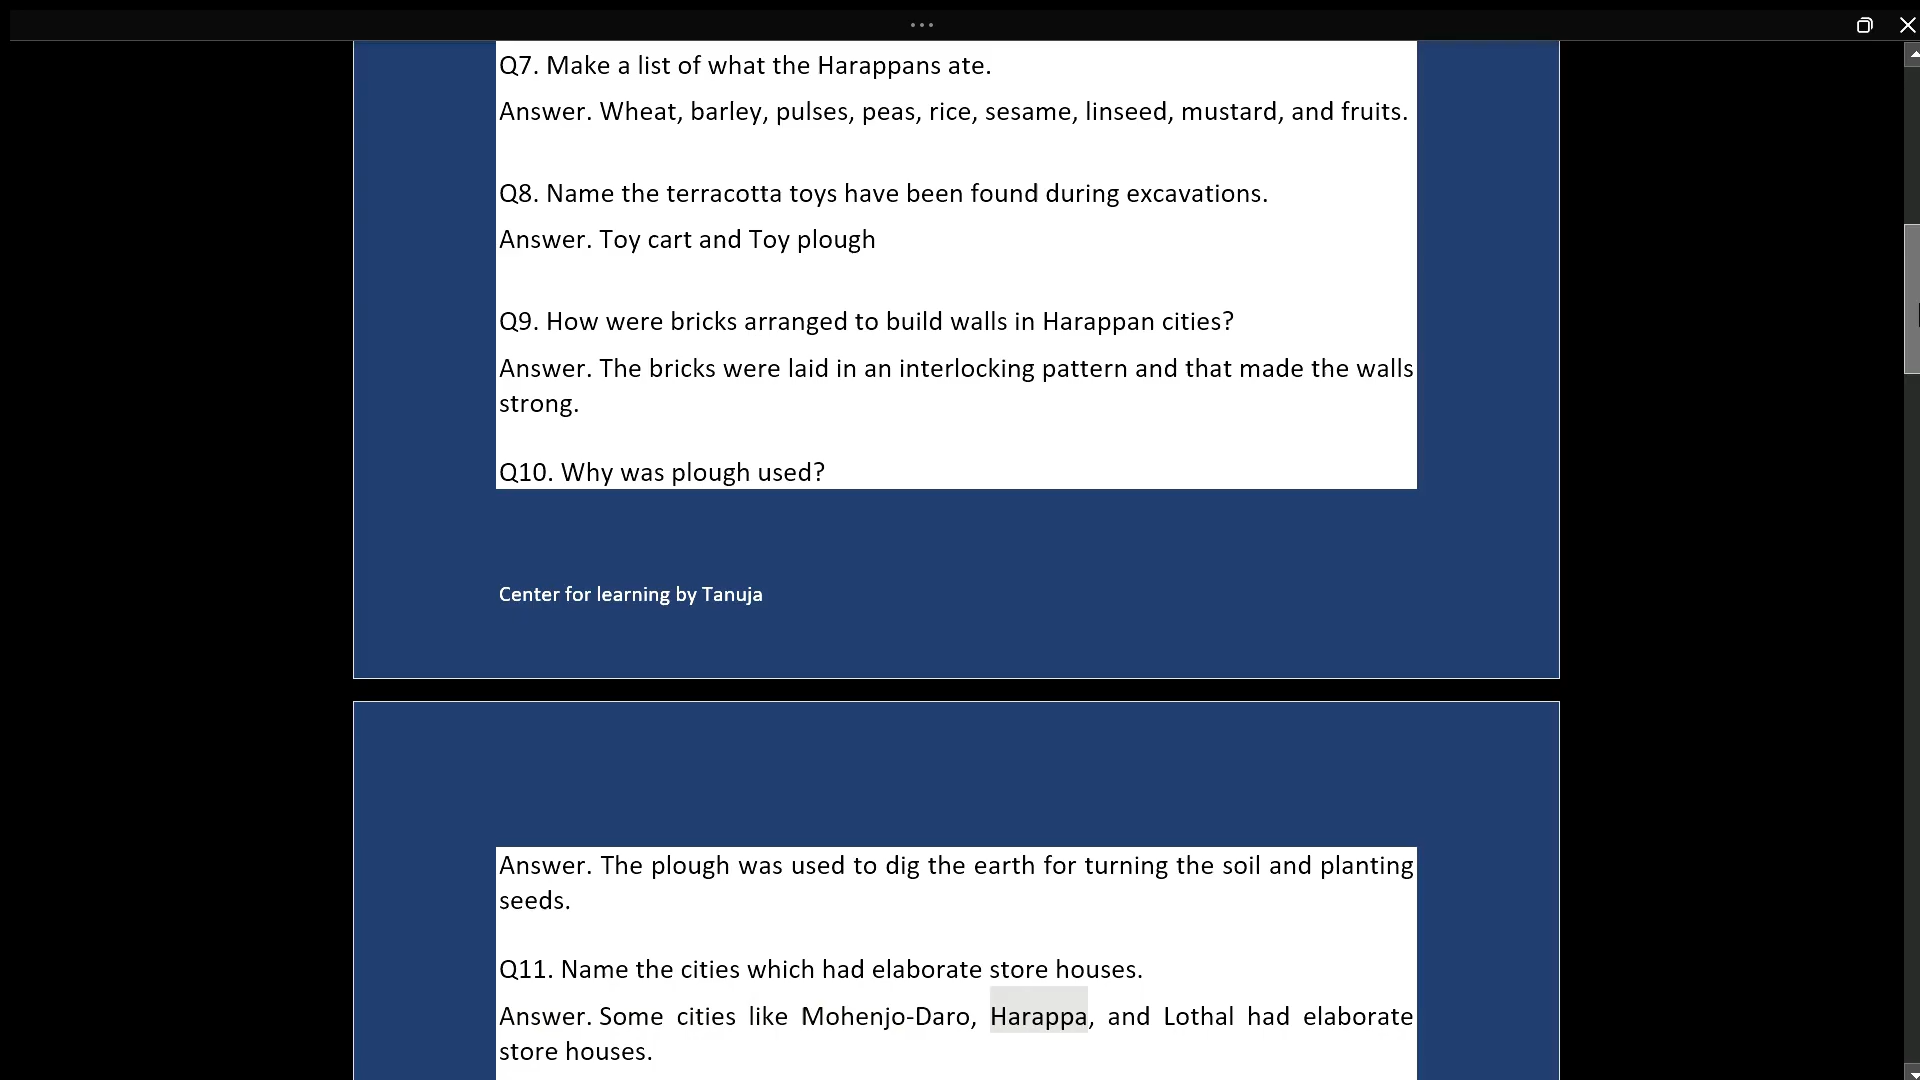 Q7. Make a list of what the Harappans ate.
Answer. Wheat, barley, pulses, peas, rice, sesame, linseed, mustard, and fruits.
Q8. Name the terracotta toys have been found during excavations.
Answer. Toy cart and Toy plough
Q9. How were bricks arranged to build walls in Harappan cities?
Answer. The bricks were laid in an interlocking pattern and that made the walls
strong.
Q10. Why was plough used?
Center for learning by Tanuja
Answer. The plough was used to dig the earth for turning the soil and planting
seeds.
Q11. Name the cities which had elaborate store houses.
Answer. Some cities like Mohenjo-Daro, Harappa, and Lothal had elaborate
store houses.